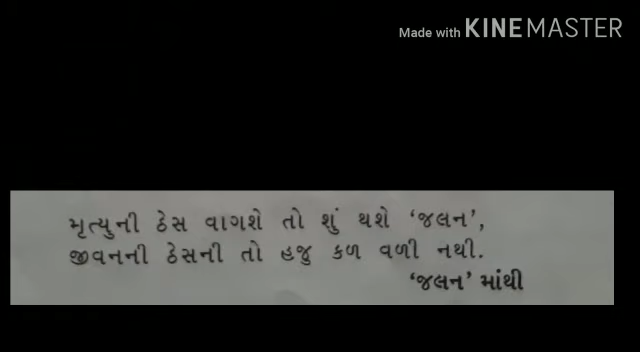 Made with KINEMASTER
મૃત્યુની ઠેસ વાગશે તો શું થશે ‘જલન’,
જીવનની ઠેસની તો હજુ કળ વળી નથી.
‘જલન’ માંથી